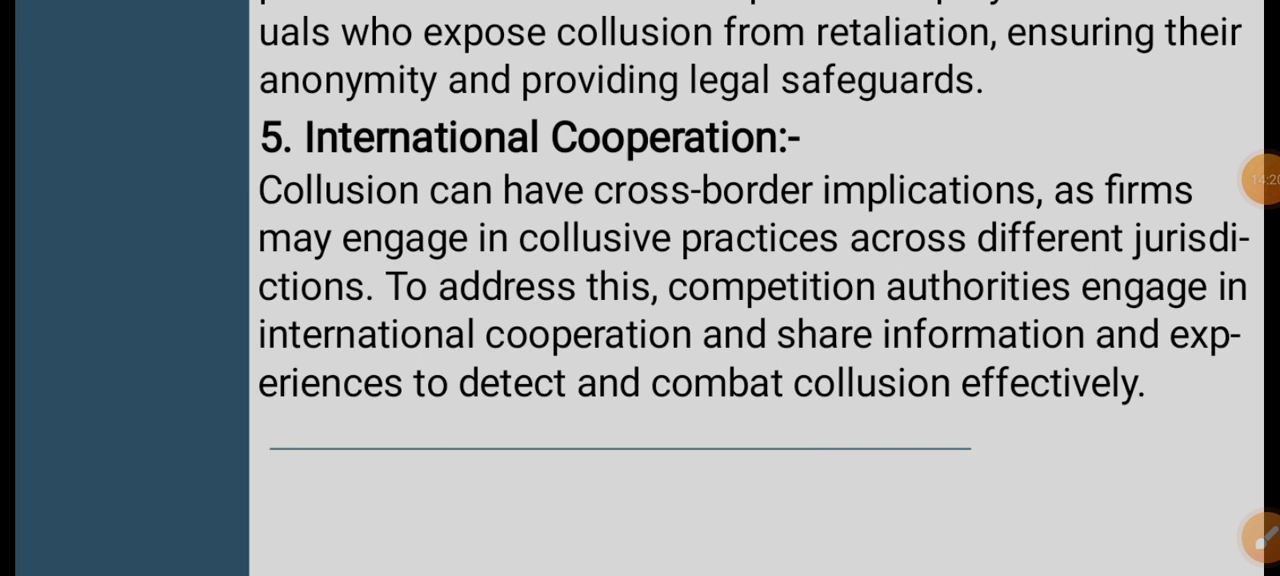 uals who expose collusion from retaliation, ensuring their
anonymity and providing legal safeguards.
5. International Cooperation:-
Collusion can have cross-border implications, as firms
may engage in collusive practices across different jurisdi-
ctions. To address this, competition authorities engage in
international cooperation and share information and exp-
eriences to detect and combat collusion effectively.